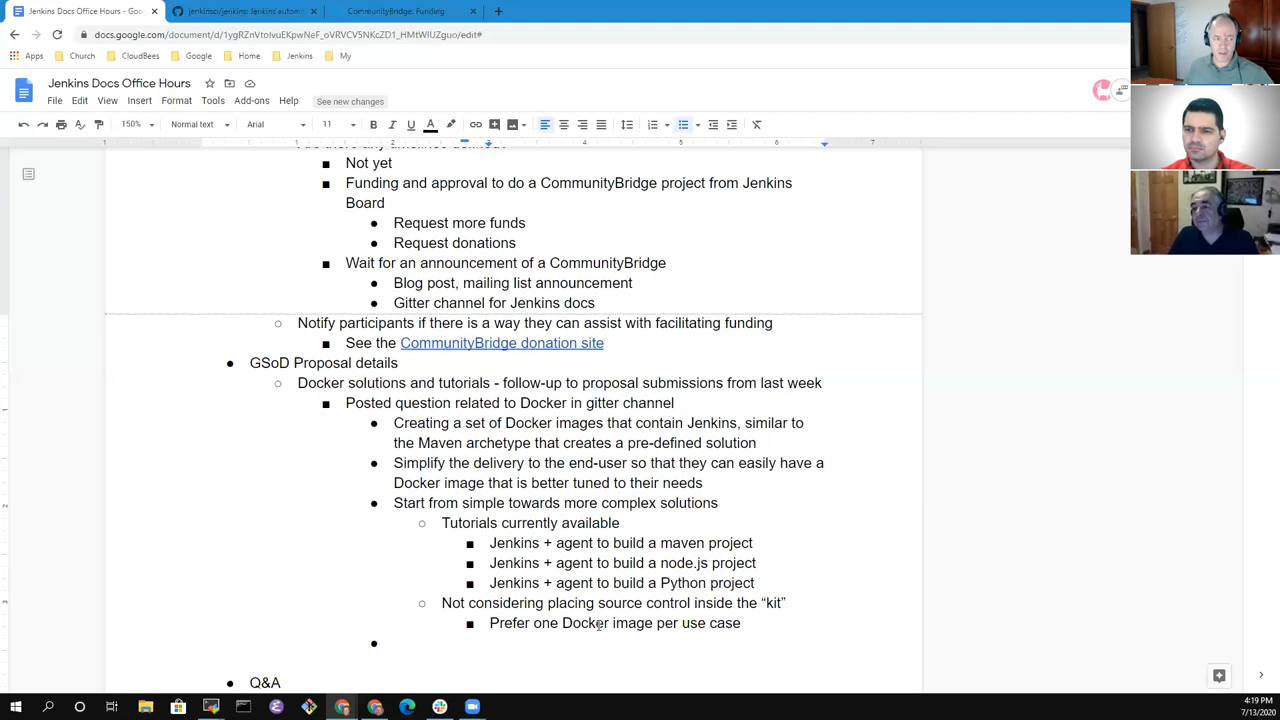 Jenkins Docs Office Hours - Goo
jenkinsci/jenkins: Jenkins autom
CommunityBridge: Funding
docs.google.com/document/d/
Apps
Church
CloudBees
Google
Home
Jenkins
My
Jenkins Docs Office Hours
File Edit View Insert Format Tools Add-ons Help See new changes
150% Normal text Arial 11
Not yet
Funding and approval to do a CommunityBridge project from Jenkins
Board
Request more funds
Request donations
Wait for an announcement of a CommunityBridge
Blog post, mailing list announcement
Gitter channel for Jenkins docs
Notify participants if there is a way they can assist with facilitating funding
See the CommunityBridge donation site
GSoD Proposal details
Docker solutions and tutorials - follow-up to proposal submissions from last week
Posted question related to Docker in gitter channel
Creating a set of Docker images that contain Jenkins, similar to
the Maven archetype that creates a pre-defined solution
Simplify the delivery to the end-user so that they can easily have a
Docker image that is better tuned to their needs
Start from simple towards more complex solutions
Tutorials currently available
Jenkins + agent to build a maven project
Jenkins + agent to build a node.js project
Jenkins + agent to build a Python project
Not considering placing source control inside the “kit”
Prefer one Docker image per use case
Q&A
4:19 PM
7/13/2020